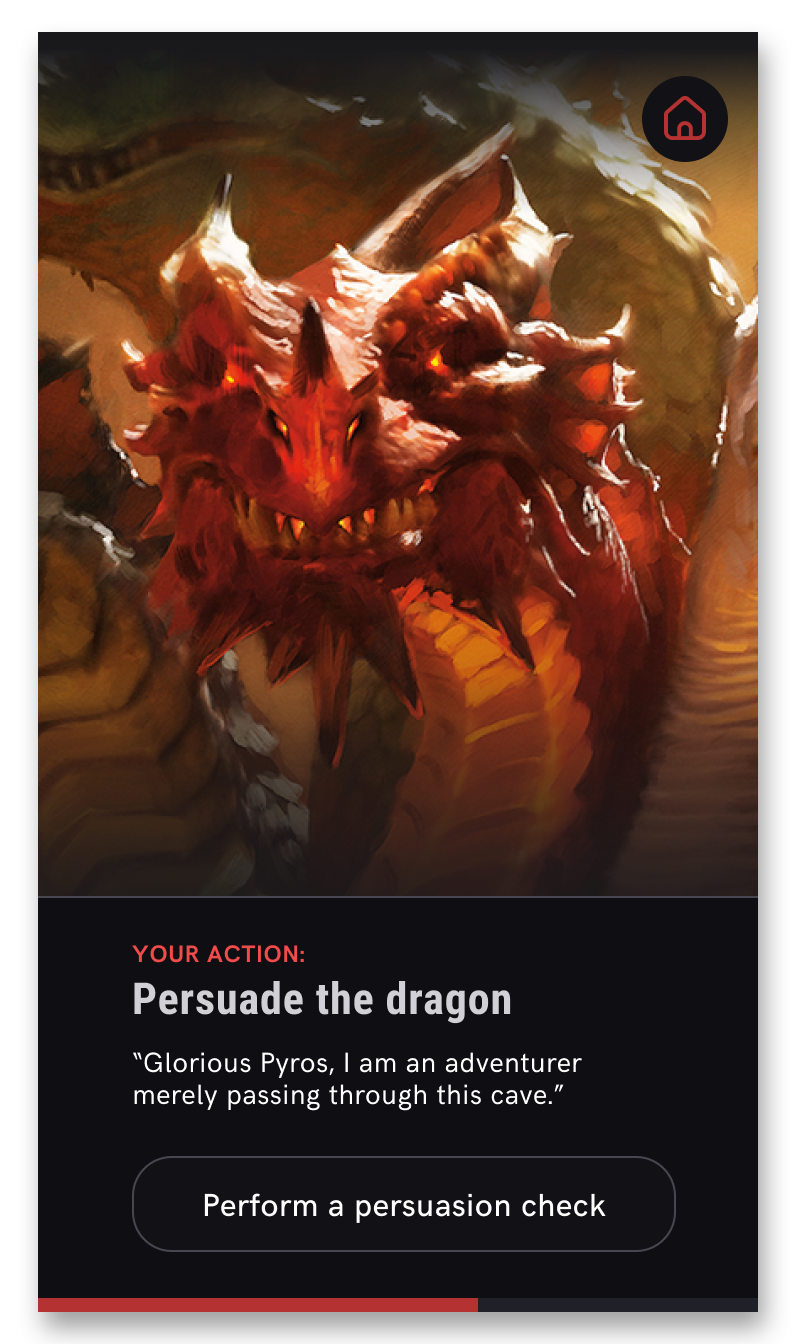 YOUR ACTION:
Persuade the dragon
“Glorious Pyros, I am an adventurer
merely passing through this cave.”
Perform a persuasion check